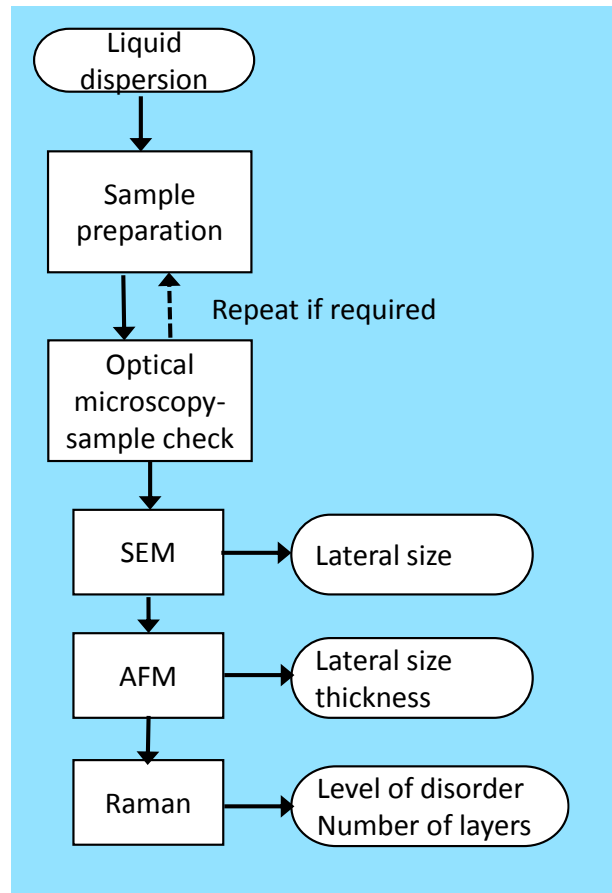 Liquid
dispersion
Sample
preparation
Repeat if required
Optical
microscopy-
sample check
SEM
Lateral size
AFM
Lateral size
thickness
Raman
Level of disorder
Number of layers